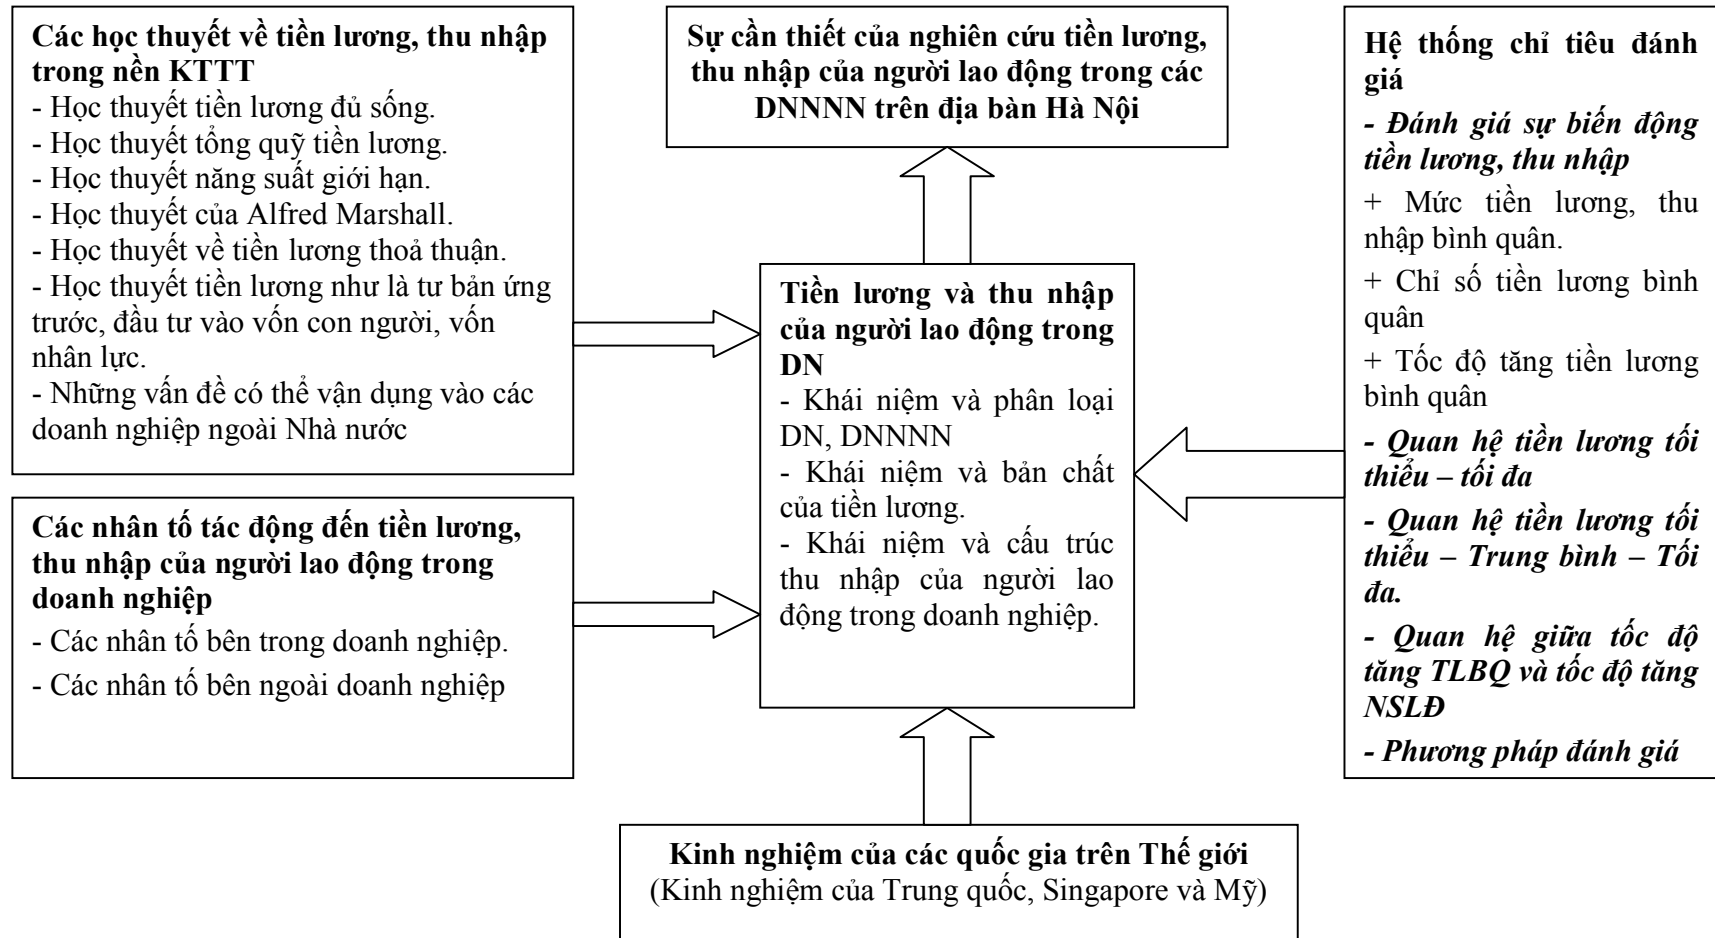 Các học thuyết về tiền lương, thu nhập
trong nền KTTT
- Học thuyết tiền lương đủ sống.
- Học thuyết tổng quỹ tiền lương.
- Học thuyết năng suất giới hạn.
- Học thuyết của Alfred Marshall.
- Học thuyết về tiền lương thoả thuận.
- Học thuyết tiền lương như là tư bản ứng
trước, đầu tư vào vốn con người, vốn
nhân lực.
- Những vấn đề có thể vận dụng vào các
doanh nghiệp ngoài Nhà nước
Các nhân tố tác động đến tiền lương,
thu nhập của người lao động trong
doanh nghiệp
- Các nhân tố bên trong doanh nghiệp.
- Các nhân tố bên ngoài doanh nghiệp
Sự cần thiết của nghiên cứu tiền lương,
thu nhập của người lao động trong các
DNNNN trên địa bàn Hà Nội
Tiền lương và thu nhập
của người lao động trong
DN
- Khái niệm và phân loại
DN, DNNNN
- Khái niệm và bản chất
của tiền lương.
- Khái niệm và cấu trúc
thu nhập của người lao
động trong doanh nghiệp.
Kinh nghiệm của các quốc gia trên Thế giới
(Kinh nghiệm của Trung quốc, Singapore và Mỹ)
Hệ thống chỉ tiêu đánh
giá
- Đánh giá sự biến động
tiền lương, thu nhập
+ Mức tiền lương, thu
nhập bình quân.
+ Chỉ số tiền lương bình
quân
+ Tốc độ tăng tiền lương
bình quân
- Quan hệ tiền lương tối
thiểu – tối đa
- Quan hệ tiền lương tối
thiểu – Trung bình – Tối
đa.
- Quan hệ giữa tốc độ
tăng TLBQ và tốc độ tăng
NSLĐ
- Phương pháp đánh giá